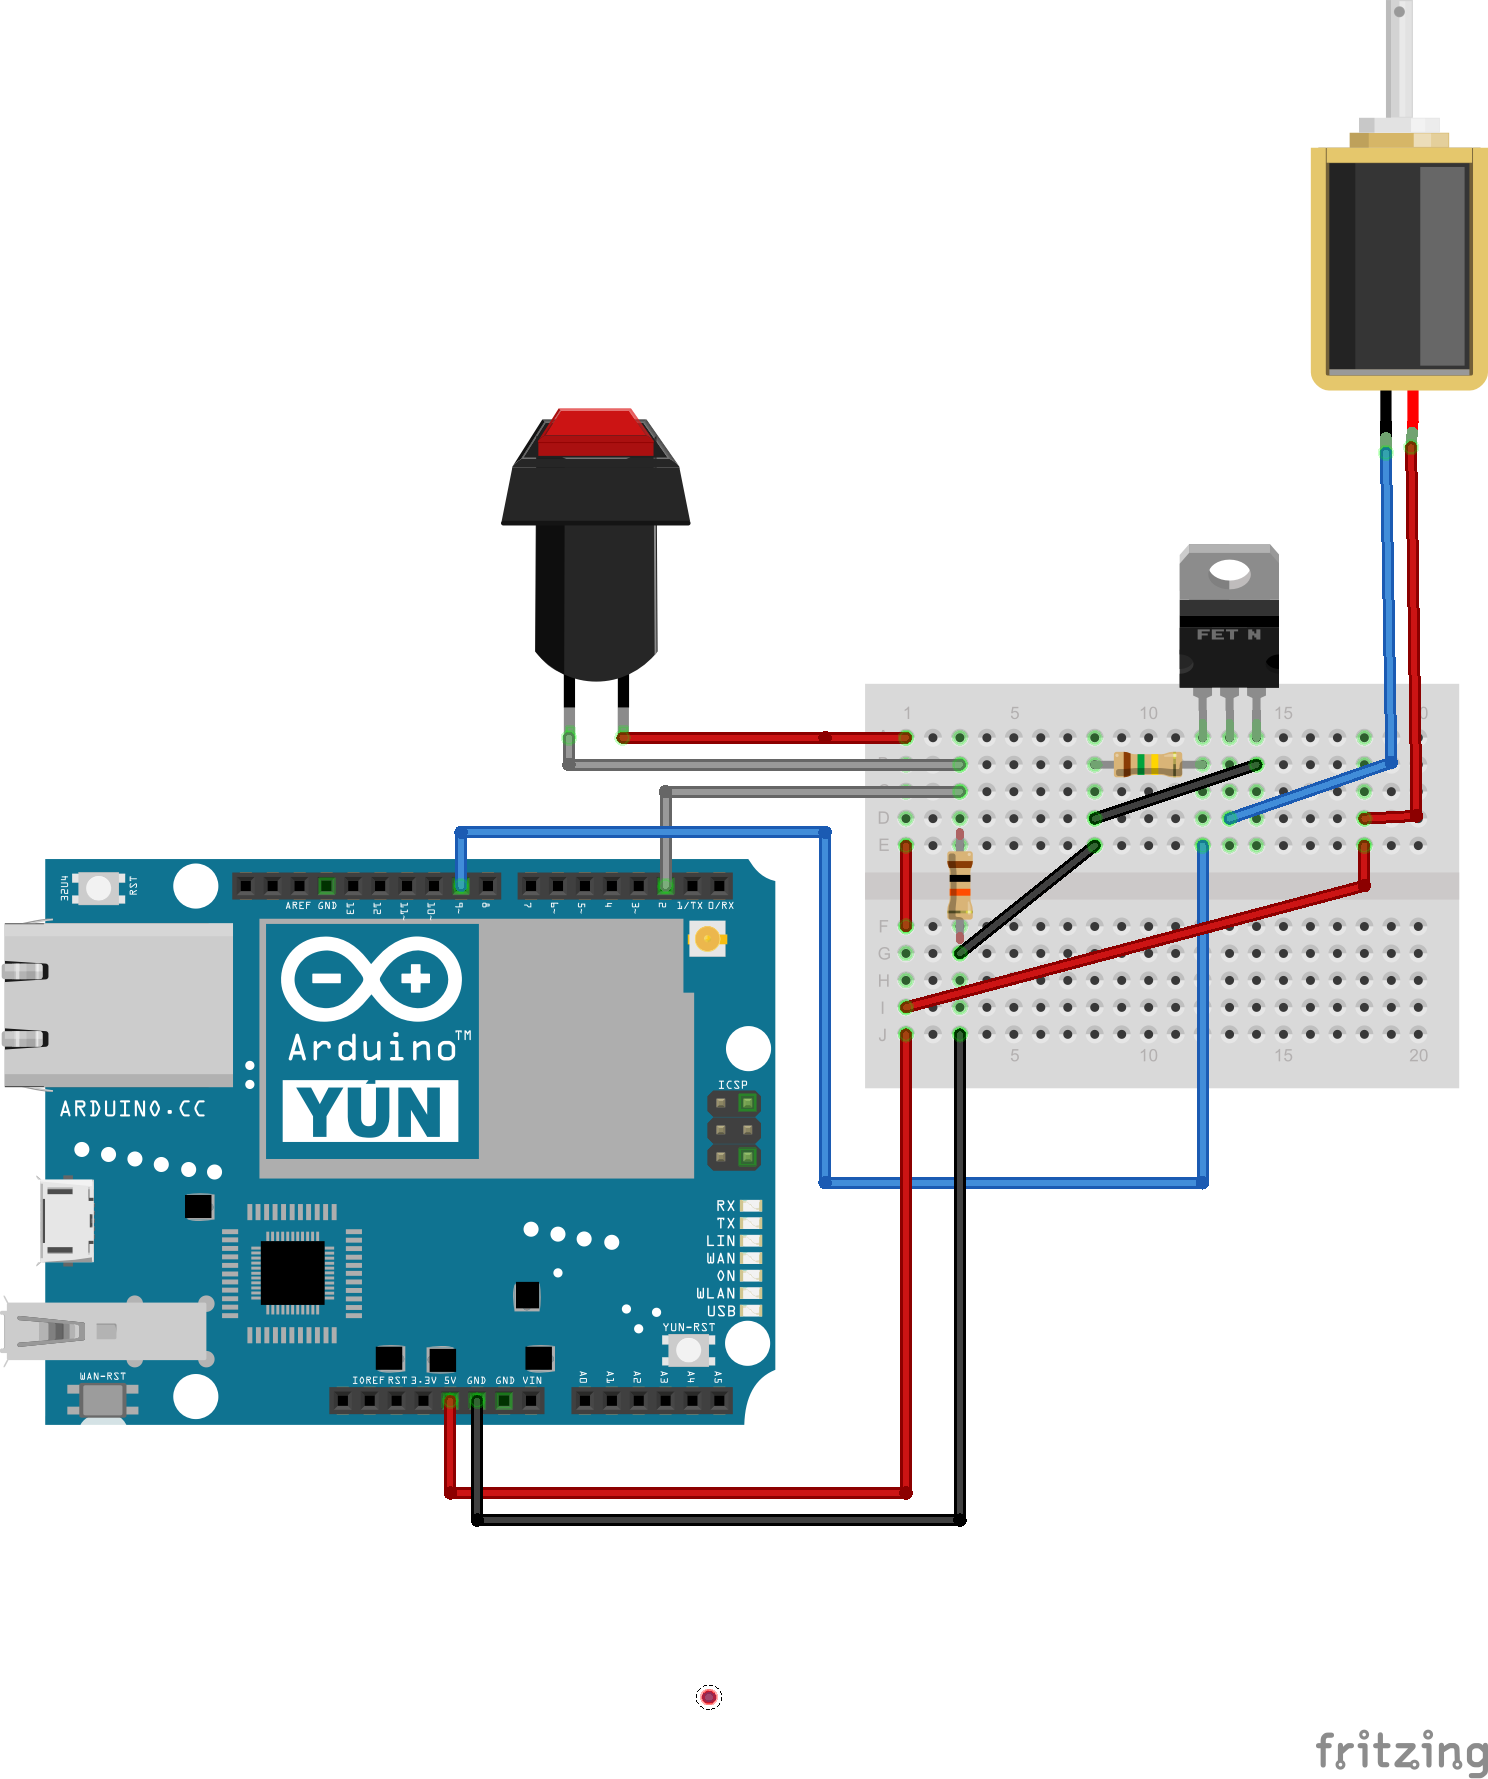 FET N
1 5 10 15 20
D
E
F
G
H
I
J
5 10 15 20
32U4 RST
AREF GND 13 12 11~ 10~ 9~ 8 7 6~ 5~ 4 3~ 2 1/TX 0/RX
Arduino™
YÚN
ARDUINO.CC
ICSP
RX
TX
LIN
WAN
ON
WLAN
USB
YUN-RST
WAN-RST
IOREF RST 3.3V 5V GND GND VIN A0 A1 A2 A3 A4 A5
fritzing